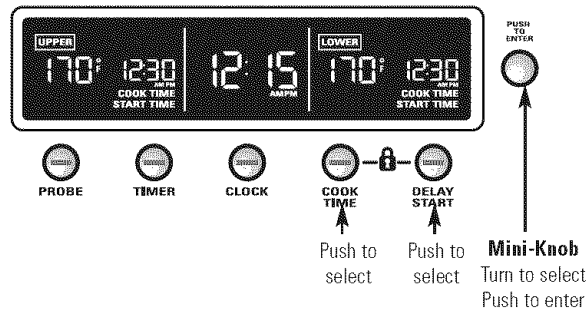 PUSH
TO
ENTER
UPPER
170°F 12:30 AM PM
COOK TIME
START TIME
12:15 AM PM
LOWER
170°F 12:30 AM PM
COOK TIME
START TIME
PROBE TIMER CLOCK COOK TIME DELAY START
Push to select
Push to select
Mini-Knob
Turn to select
Push to enter